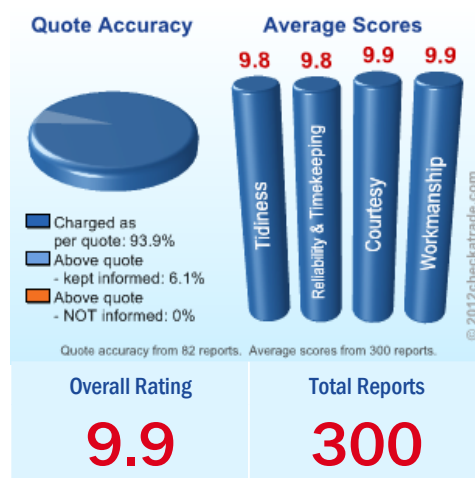 Quote Accuracy
Average Scores
9.8
9.8
9.9
9.9
Tidiness
Reliability & Timekeeping
Courtesy
Workmanship
Charged as
per quote: 93.9%
Above quote
- kept informed: 6.1%
Above quote
- NOT informed: 0%
© 2012checkatrade.com
Quote accuracy from 82 reports. Average scores from 300 reports.
Overall Rating
Total Reports
9.9
300